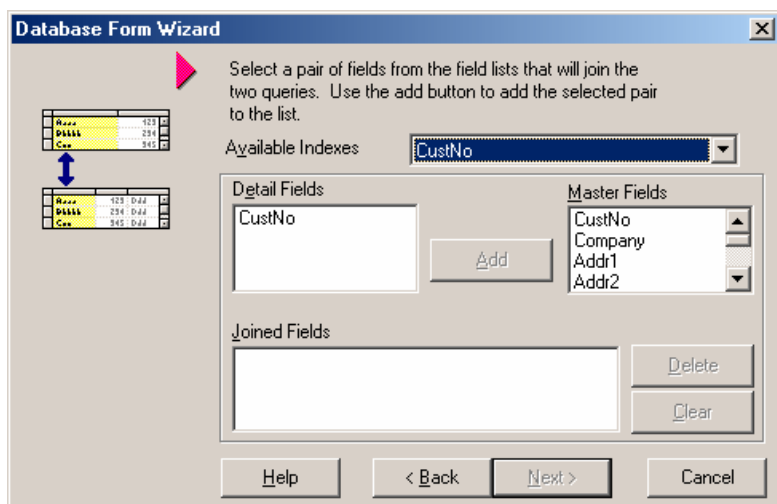 Database Form Wizard
Select a pair of fields from the field lists that will join the
two queries. Use the add button to add the selected pair
to the list.
Available Indexes
CustNo
Detail Fields
Master Fields
CustNo
CustNo
Company
Addr1
Addr2
Add
Joined Fields
Delete
Clear
Help
< Back
Next >
Cancel